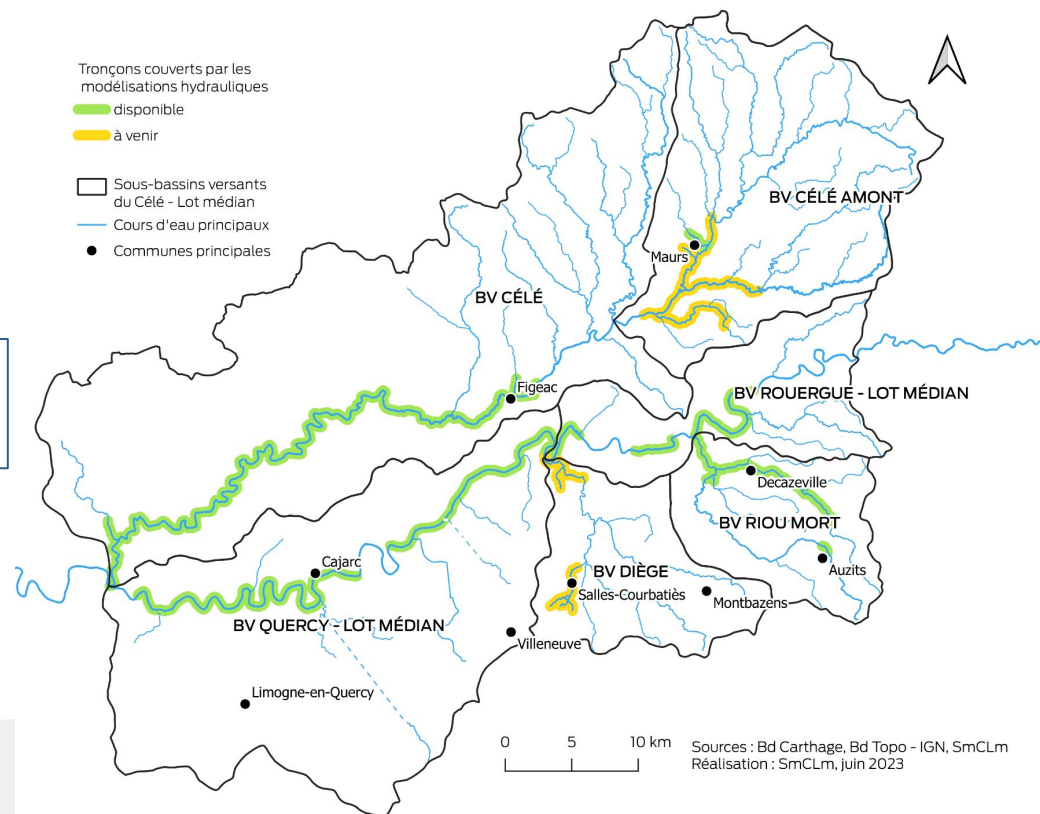 Tronçons couverts par les
modélisations hydrauliques
disponible
à venir
Sous-bassins versants
du Célé - Lot médian
Cours d'eau principaux
Communes principales
BV CÉLÉ AMONT
Maurs
BV CÉLÉ
Figeac
BV ROUERGUE - LOT MÉDIAN
Decazeville
BV RIOU MORT
Cajarc
BV DIÈGE
Auzits
Salles-Courbatiès
Montbazens
BV QUERCY - LOT MÉDIAN
Villeneuve
Limogne-en-Quercy
0 5 10 km
Sources : Bd Carthage, Bd Topo - IGN, SmCLm
Réalisation : SmCLm, juin 2023